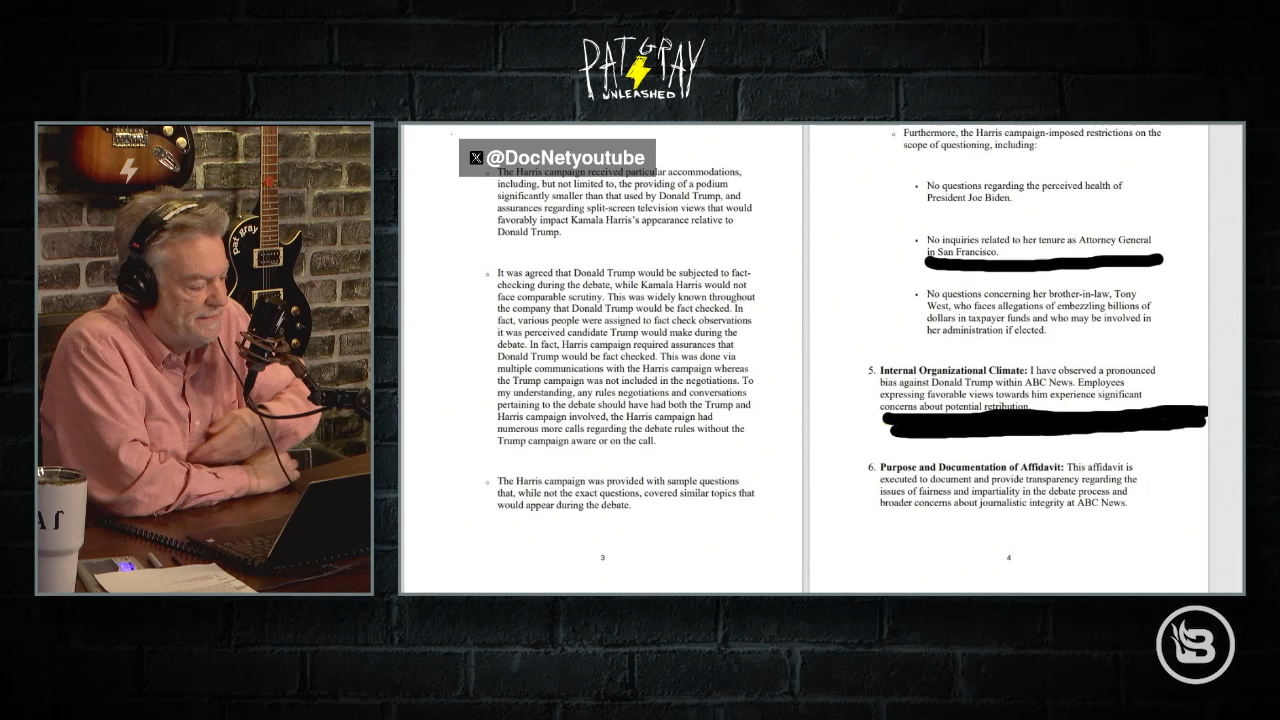 PAT GRAY
UNLEASHED
@DocNetyoutube
The Harris campaign received particular accommodations,
including, but not limited to, the providing of a podium
significantly smaller than that used by Donald Trump, and
assurances regarding split-screen television views that would
favorably impact Kamala Harris's appearance relative to
Donald Trump.
It was agreed that Donald Trump would be subjected to fact-
checking during the debate, while Kamala Harris would not
face comparable scrutiny. This was widely known throughout
the company that Donald Trump would be fact checked. In
fact, various people were assigned to fact check observations
it was perceived candidate Trump would make during the
debate. In fact, Harris campaign required assurances that
Donald Trump would be fact checked. This was done via
multiple communications with the Harris campaign whereas
the Trump campaign was not included in the negotiations. To
my understanding, any rules negotiations and conversations
pertaining to the debate should have had both the Trump and
Harris campaign involved, the Harris campaign had
numerous more calls regarding the debate rules without the
Trump campaign aware or on the call.
The Harris campaign was provided with sample questions
that, while not the exact questions, covered similar topics that
would appear during the debate.
3
Furthermore, the Harris campaign-imposed restrictions on the
scope of questioning, including:
No questions regarding the perceived health of
President Joe Biden.
No inquiries related to her tenure as Attorney General
in San Francisco.
No questions concerning her brother-in-law, Tony
West, who faces allegations of embezzling billions of
dollars in taxpayer funds and who may be involved in
her administration if elected.
5. Internal Organizational Climate: I have observed a pronounced
bias against Donald Trump within ABC News. Employees
expressing favorable views towards him experience significant
concerns about potential retribution.
6. Purpose and Documentation of Affidavit: This affidavit is
executed to document and provide transparency regarding the
issues of fairness and impartiality in the debate process and
broader concerns about journalistic integrity at ABC News.
4
pat gray
B